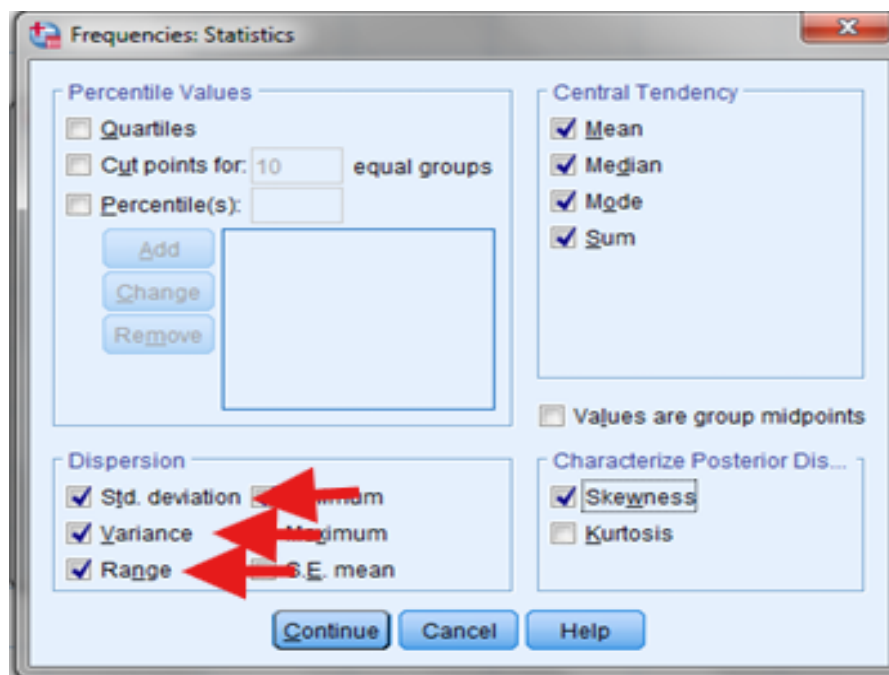 Frequencies: Statistics
Percentile Values
Quartiles
Cut points for: 10 equal groups
Percentile(s):
Add
Change
Remove
Central Tendency
Mean
Median
Mode
Sum
Values are group midpoints
Dispersion
Std. deviation
Variance
Range
S.E. mean
Characterize Posterior Dis...
Skewness
Kurtosis
Continue Cancel Help